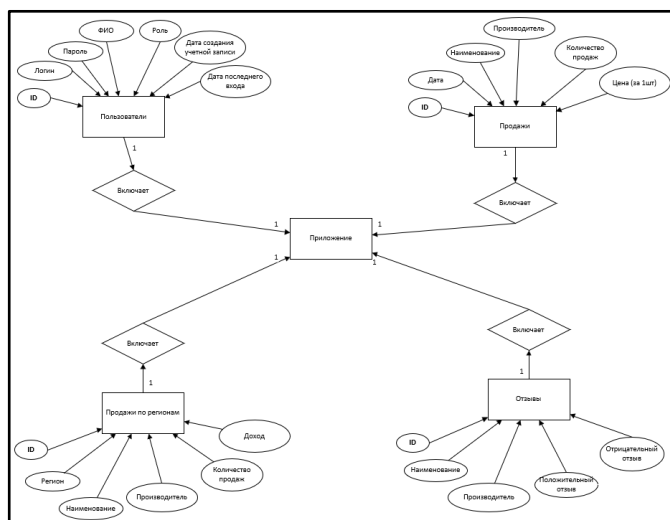 ФИО
Роль
Пароль
Дата создания
учетной записи
Логин
Дата последнего
входа
ID
Пользователи
1
Включает
1
Производитель
Наименование
Количество
продаж
Дата
Цена (за 1шт)
ID
Продажи
1
Включает
1
Приложение
1
1
Включает
1
Продажи по регионам
ID
Доход
Регион
Количество
продаж
Наименование
Производитель
Включает
1
Отзывы
ID
Отрицательный
отзыв
Наименование
Положительный
отзыв
Производитель